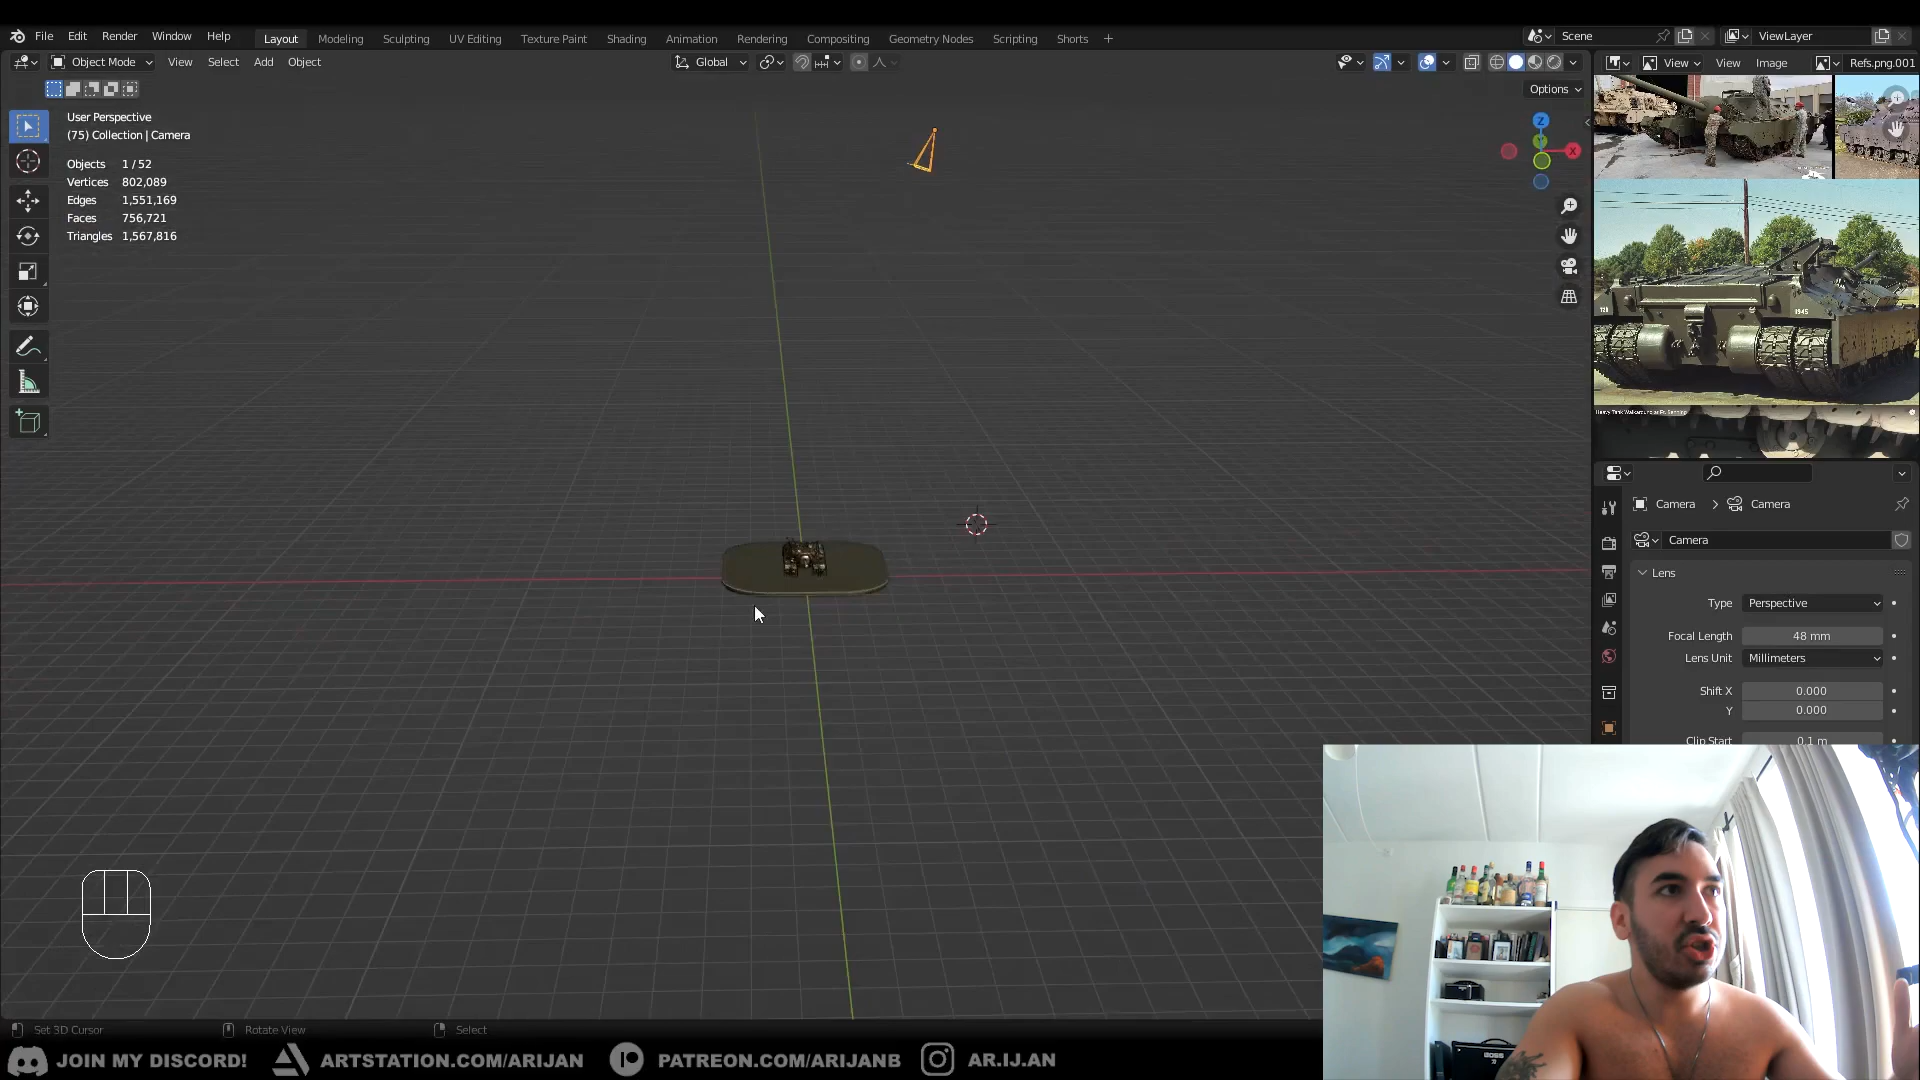 File Edit Render Window Help
Layout Modeling Sculpting UV Editing Texture Paint Shading Animation Rendering Compositing Geometry Nodes Scripting Shorts +
Scene
ViewLayer
Object Mode View Select Add Object
Global
View View Image Refs.png.001
Options
User Perspective
(75) Collection | Camera
Objects 1 / 52
Vertices 802,089
Edges 1,551,169
Faces 756,721
Triangles 1,567,816
Z
X
1945
Camera > Camera
Camera
Lens
Type Perspective
Focal Length 48 mm
Lens Unit Millimeters
Shift X 0.000
Y 0.000
Clip Start 0.1 m
BOSS
Set 3D Cursor Rotate View Select
JOIN MY DISCORD! ARTSTATION.COM/ARIJAN PATREON.COM/ARIJANB AR.IJ.AN